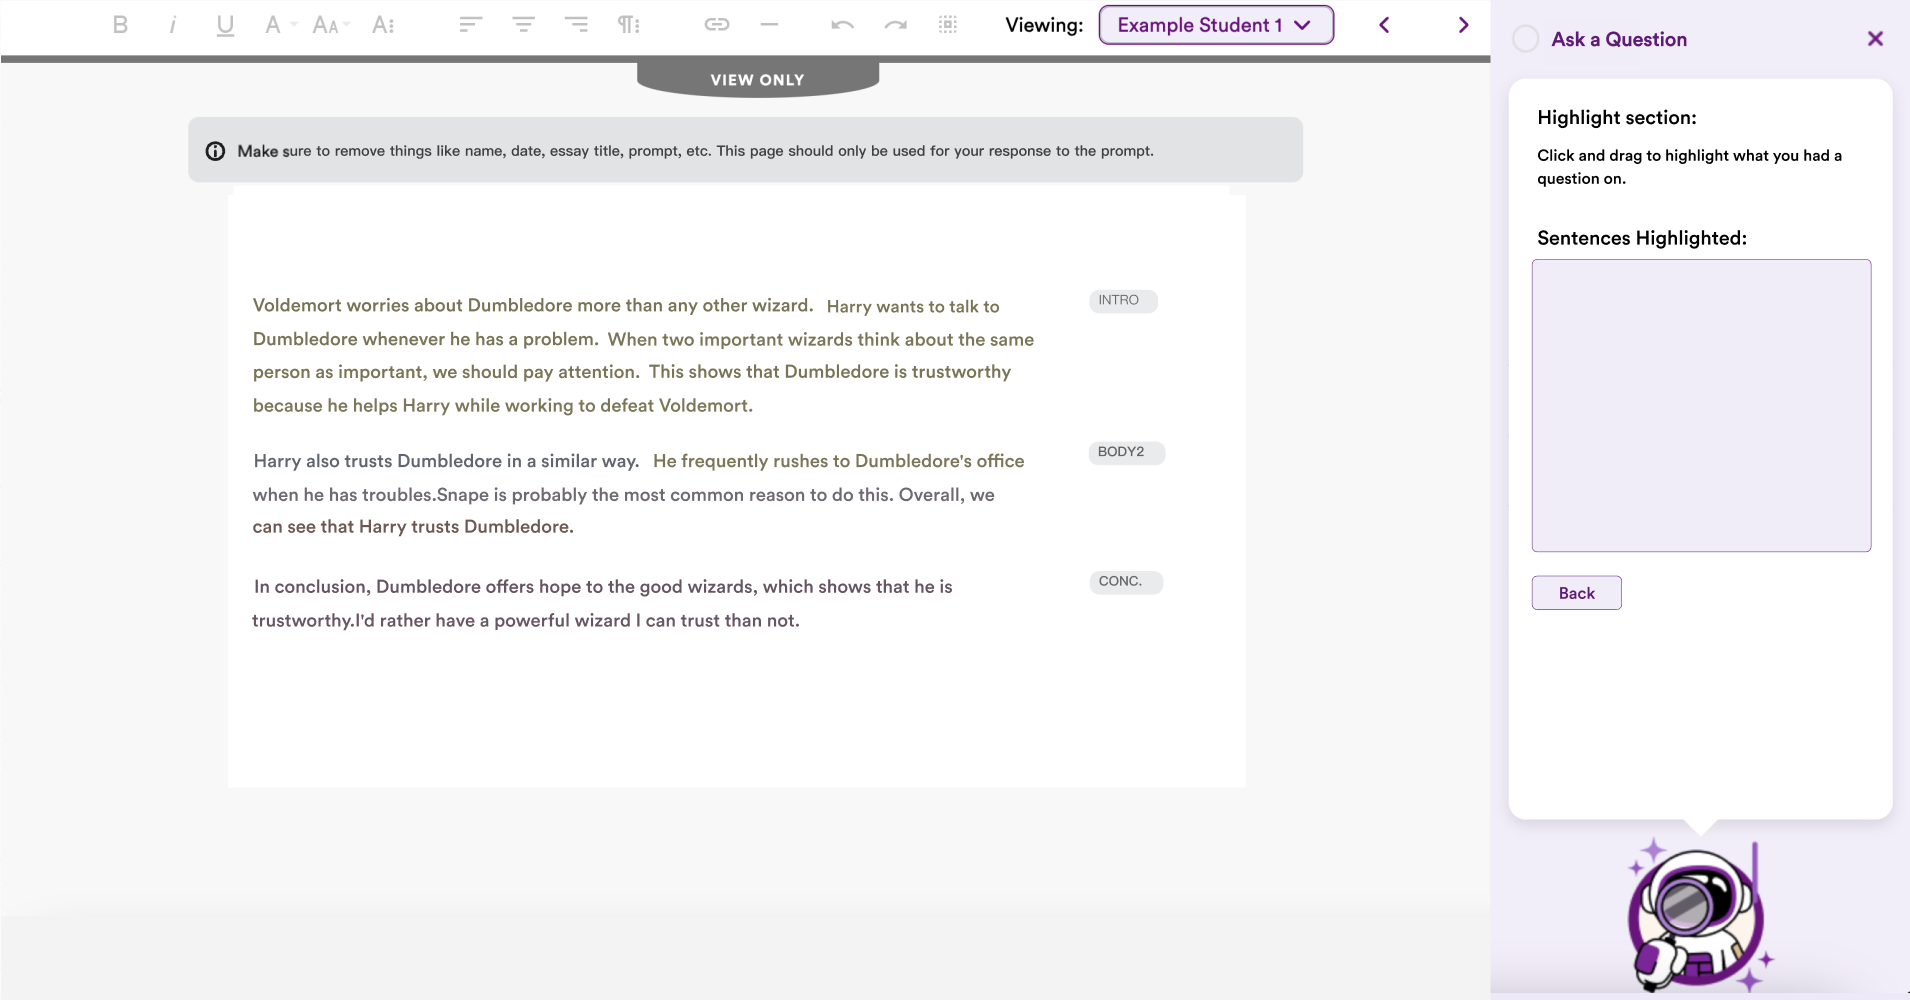 B i U A AA A
Viewing: Example Student 1
Ask a Question
VIEW ONLY
Make sure to remove things like name, date, essay title, prompt, etc. This page should only be used for your response to the prompt.
Voldemort worries about Dumbledore more than any other wizard. Harry wants to talk to
Dumbledore whenever he has a problem. When two important wizards think about the same
person as important, we should pay attention. This shows that Dumbledore is trustworthy
because he helps Harry while working to defeat Voldemort.
INTRO
Harry also trusts Dumbledore in a similar way. He frequently rushes to Dumbledore's office
when he has troubles.Snape is probably the most common reason to do this. Overall, we
can see that Harry trusts Dumbledore.
BODY2
In conclusion, Dumbledore offers hope to the good wizards, which shows that he is
trustworthy.I'd rather have a powerful wizard I can trust than not.
CONC.
Highlight section:
Click and drag to highlight what you had a
question on.
Sentences Highlighted:
Back